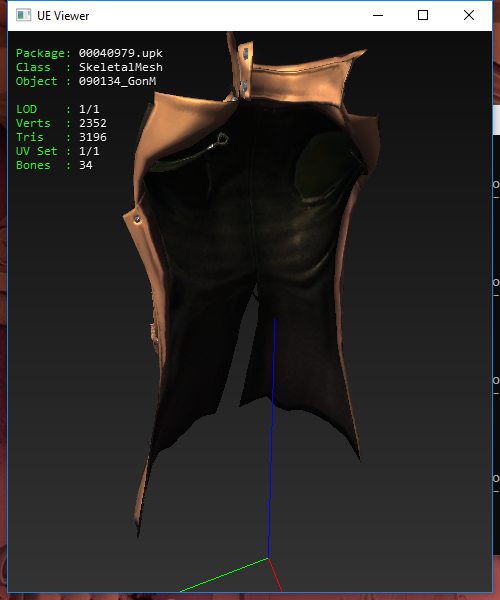 UE Viewer
Package: 00040979.upk
Class : SkeletalMesh
Object : 090134_GonM
LOD : 1/1
Verts : 2352
Tris : 3196
UV Set : 1/1
Bones : 34